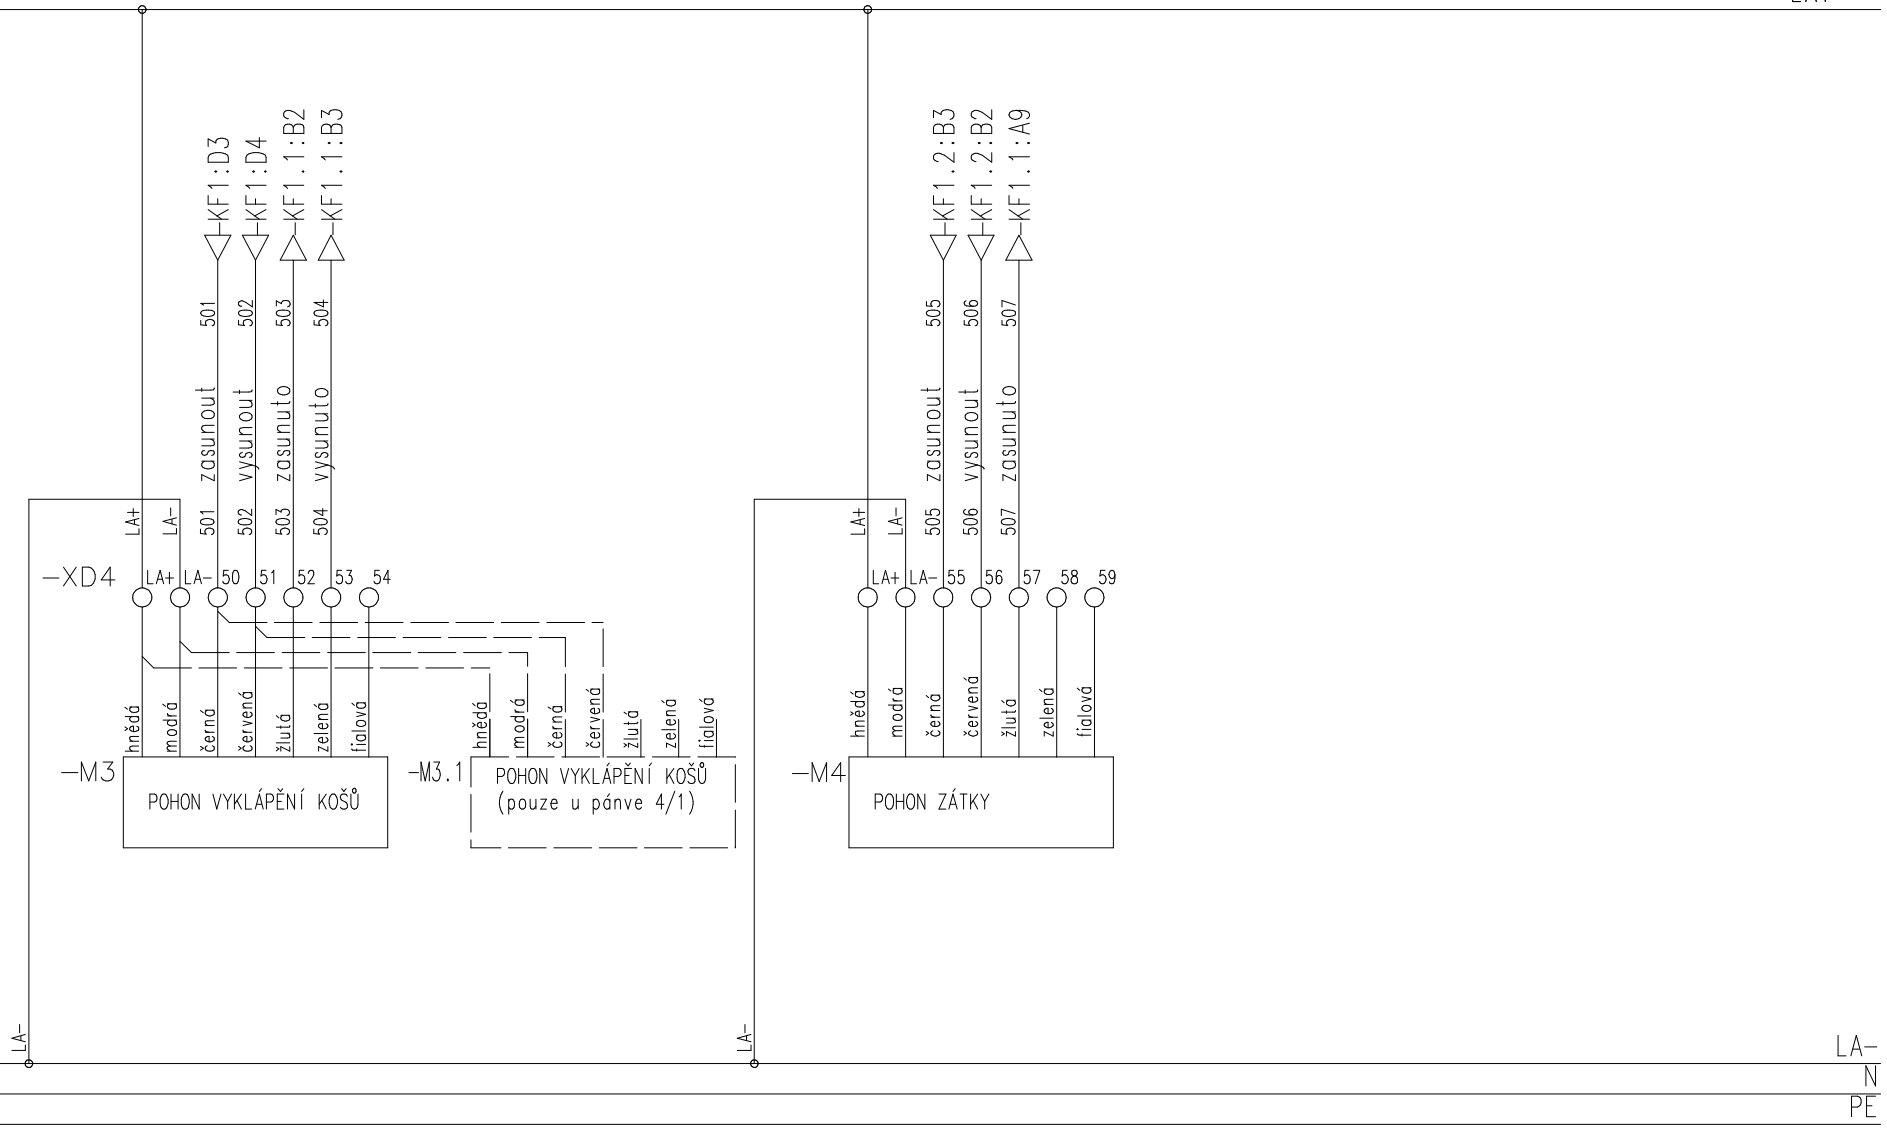 -KF1:D3
-KF1:D4
-KF1.1:B2
-KF1.1:B3
-KF1.2:B3
-KF1.2:B2
-KF1.1:A9
501
502
503
504
505
506
507
zasunout
vysunout
zasunuto
vysunuto
zasunout
vysunout
zasunuto
LA+
LA-
501
502
503
504
LA+
LA-
505
506
507
-XD4
LA+ LA- 50 51 52 53 54
LA+ LA- 55 56 57 58 59
hnědá
modrá
černá
červená
žlutá
zelená
fialová
hnědá
modrá
černá
červená
žlutá
zelená
fialová
hnědá
modrá
černá
červená
žlutá
zelená
fialová
-M3
POHON VYKLÁPĚNÍ KOŠŮ
-M3.1
POHON VYKLÁPĚNÍ KOŠŮ
(pouze u pánve 4/1)
-M4
POHON ZÁTKY
LA-
LA-
LA-
N
PE